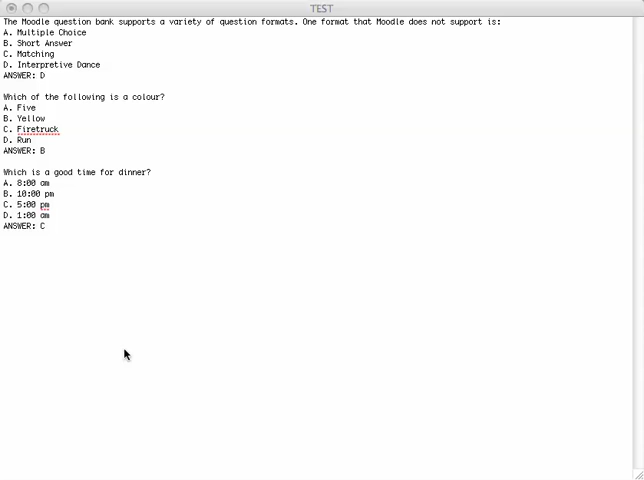 TEST
The Moodle question bank supports a variety of question formats. One format that Moodle does not support is:
A. Multiple Choice
B. Short Answer
C. Matching
D. Interpretive Dance
ANSWER: D
Which of the following is a colour?
A. Five
B. Yellow
C. Firetruck
D. Run
ANSWER: B
Which is a good time for dinner?
A. 8:00 am
B. 10:00 pm
C. 5:00 pm
D. 1:00 am
ANSWER: C